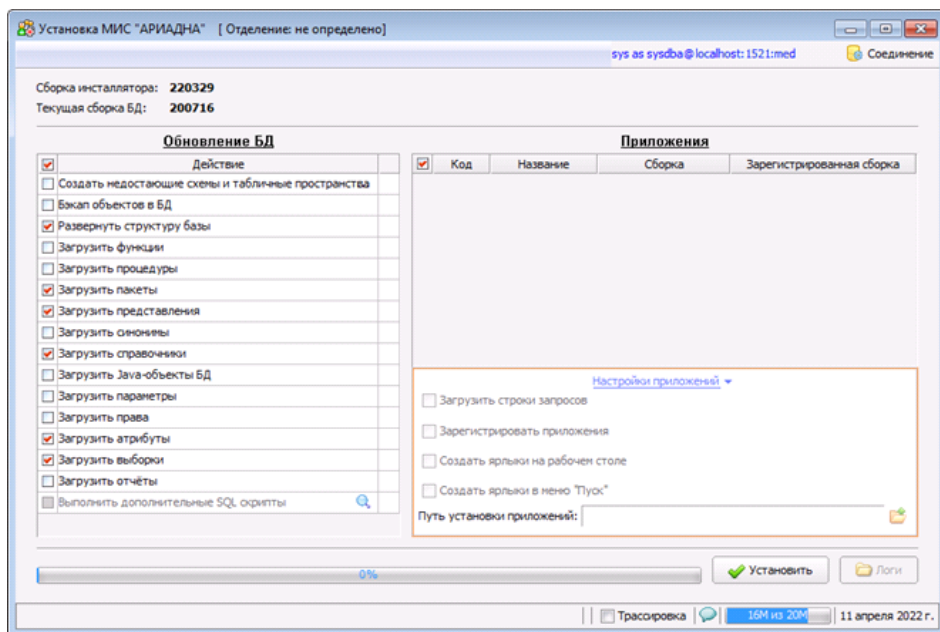 Установка МИС "АРИАДНА" [ Отделение: не определено]
sys as sysdba@localhost:1521:med Соединение
Сборка инсталлятора: 220329
Текущая сборка БД: 200716
Обновление БД
Действие
Создать недостающие схемы и табличные пространства
Бэкап объектов в БД
Развернуть структуру базы
Загрузить функции
Загрузить процедуры
Загрузить пакеты
Загрузить представления
Загрузить синонимы
Загрузить справочники
Загрузить Java-объекты БД
Загрузить параметры
Загрузить права
Загрузить атрибуты
Загрузить выборки
Загрузить отчёты
Выполнить дополнительные SQL скрипты
Приложения
Код Название Сборка Зарегистрированная сборка
Настройки приложений
Загрузить строки запросов
Зарегистрировать приложения
Создать ярлыки на рабочем столе
Создать ярлыки в меню "Пуск"
Путь установки приложений:
0%
Установить
Логи
Трассировка 16M из 20M 11 апреля 2022 г.